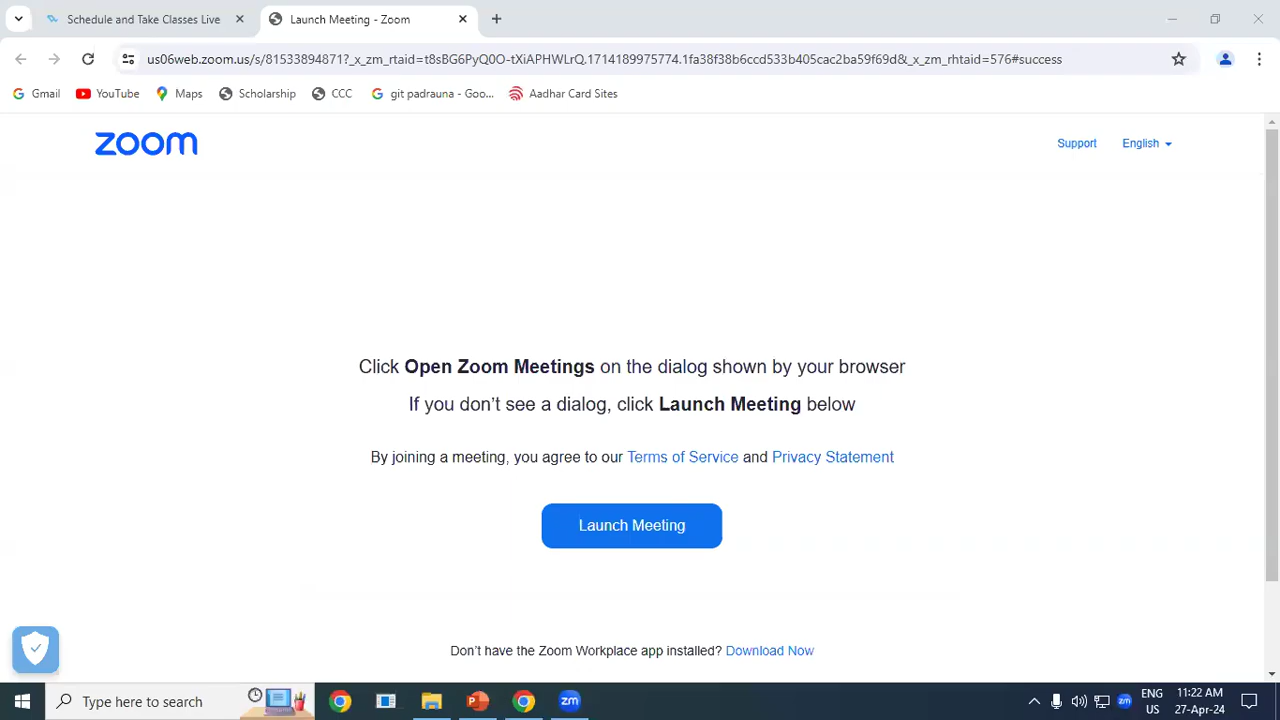 Schedule and Take Classes Live
Launch Meeting - Zoom
us06web.zoom.us/s/81533894871?_x_zm_rtaid=t8sBG6PyQ0O-tXiAPHWLrQ.1714189975774.1fa38f38b6ccd533b405cac2ba59f69d&_x_zm_rhtaid=576#success
Gmail YouTube Maps Scholarship CCC git padrauna - Goo... Aadhar Card Sites
zoom
Support English
Click Open Zoom Meetings on the dialog shown by your browser
If you don't see a dialog, click Launch Meeting below
By joining a meeting, you agree to our Terms of Service and Privacy Statement
Launch Meeting
Don't have the Zoom Workplace app installed? Download Now
Type here to search
zm
zm
ENG
US
11:22 AM
27-Apr-24